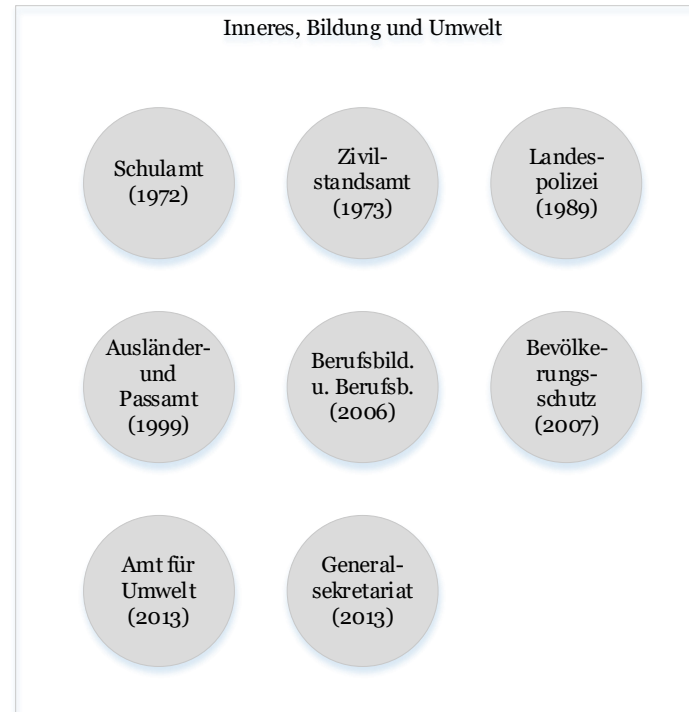 Inneres, Bildung und Umwelt
Schulamt
(1972)
Zivil-
standsamt
(1973)
Landes-
polizei
(1989)
Ausländer-
und
Passamt
(1999)
Berufsbild.
u. Berufsb.
(2006)
Bevölke-
rungs-
schutz
(2007)
Amt für
Umwelt
(2013)
General-
sekretariat
(2013)